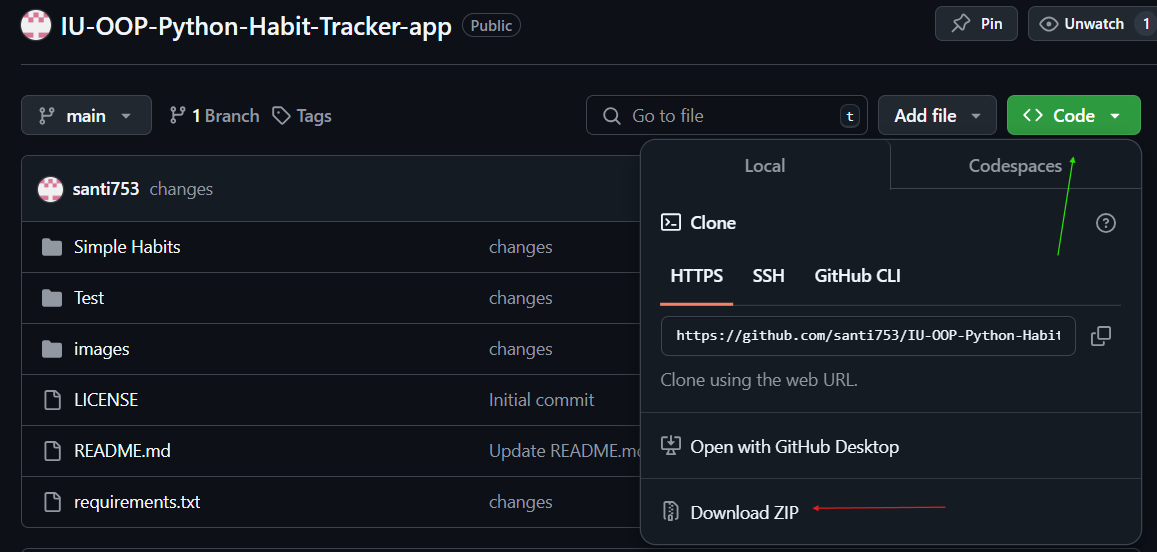 IU-OOP-Python-Habit-Tracker-app Public Pin Unwatch 1
main 1 Branch Tags Go to file t Add file Code
Local Codespaces
santi753 changes
Clone
Simple Habits changes
HTTPS SSH GitHub CLI
Test changes
https://github.com/santi753/IU-OOP-Python-Habit
images changes
Clone using the web URL.
LICENSE Initial commit
README.md Update README.m
Open with GitHub Desktop
requirements.txt changes
Download ZIP